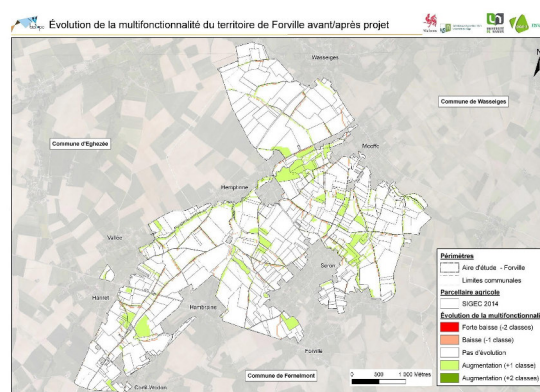 Évolution de la multifonctionnalité du territoire de Forville avant/après projet
Wallonie
N
Wasseiges
Commune de Wasseiges
Commune d'Eghezée
Meeffe
Hemptinne
Seron
Hambraine
Hanret
Forville
Commune de Fernelmont
Cortil-Wodon
0 500 1 000 Mètres
Périmètres
Aire d'étude - Forville
Limites communales
Parcellaire agricole
SIGEC 2014
Évolution de la multifonctionnali
Forte baisse (-2 classes)
Baisse (-1 classe)
Pas d'évolution
Augmentation (+1 classe)
Augmentation (+2 classes)